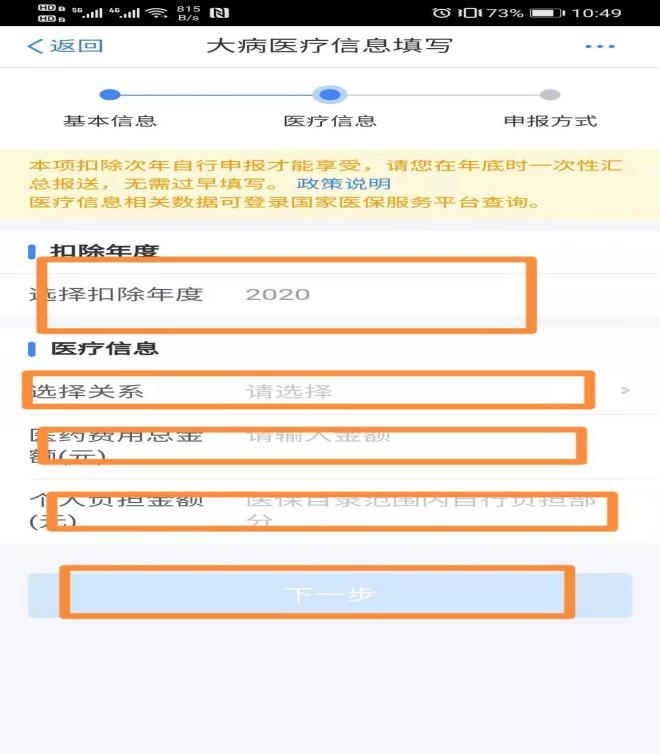 HD 5G 4G 815 B/s 73% 10:49
HD 2
返回 大病医疗信息填写
基本信息 医疗信息 申报方式
本项扣除次年自行申报才能享受，请您在年底时一次性汇
总报送，无需过早填写。 政策说明
医疗信息相关数据可登录国家医保服务平台查询。
扣除年度
选择扣除年度 2020
医疗信息
选择关系 请选择
医药费用总金 请输入金额
额(元)
个人负担金额 医保目录范围内自行负担部
(元) 分
下一步